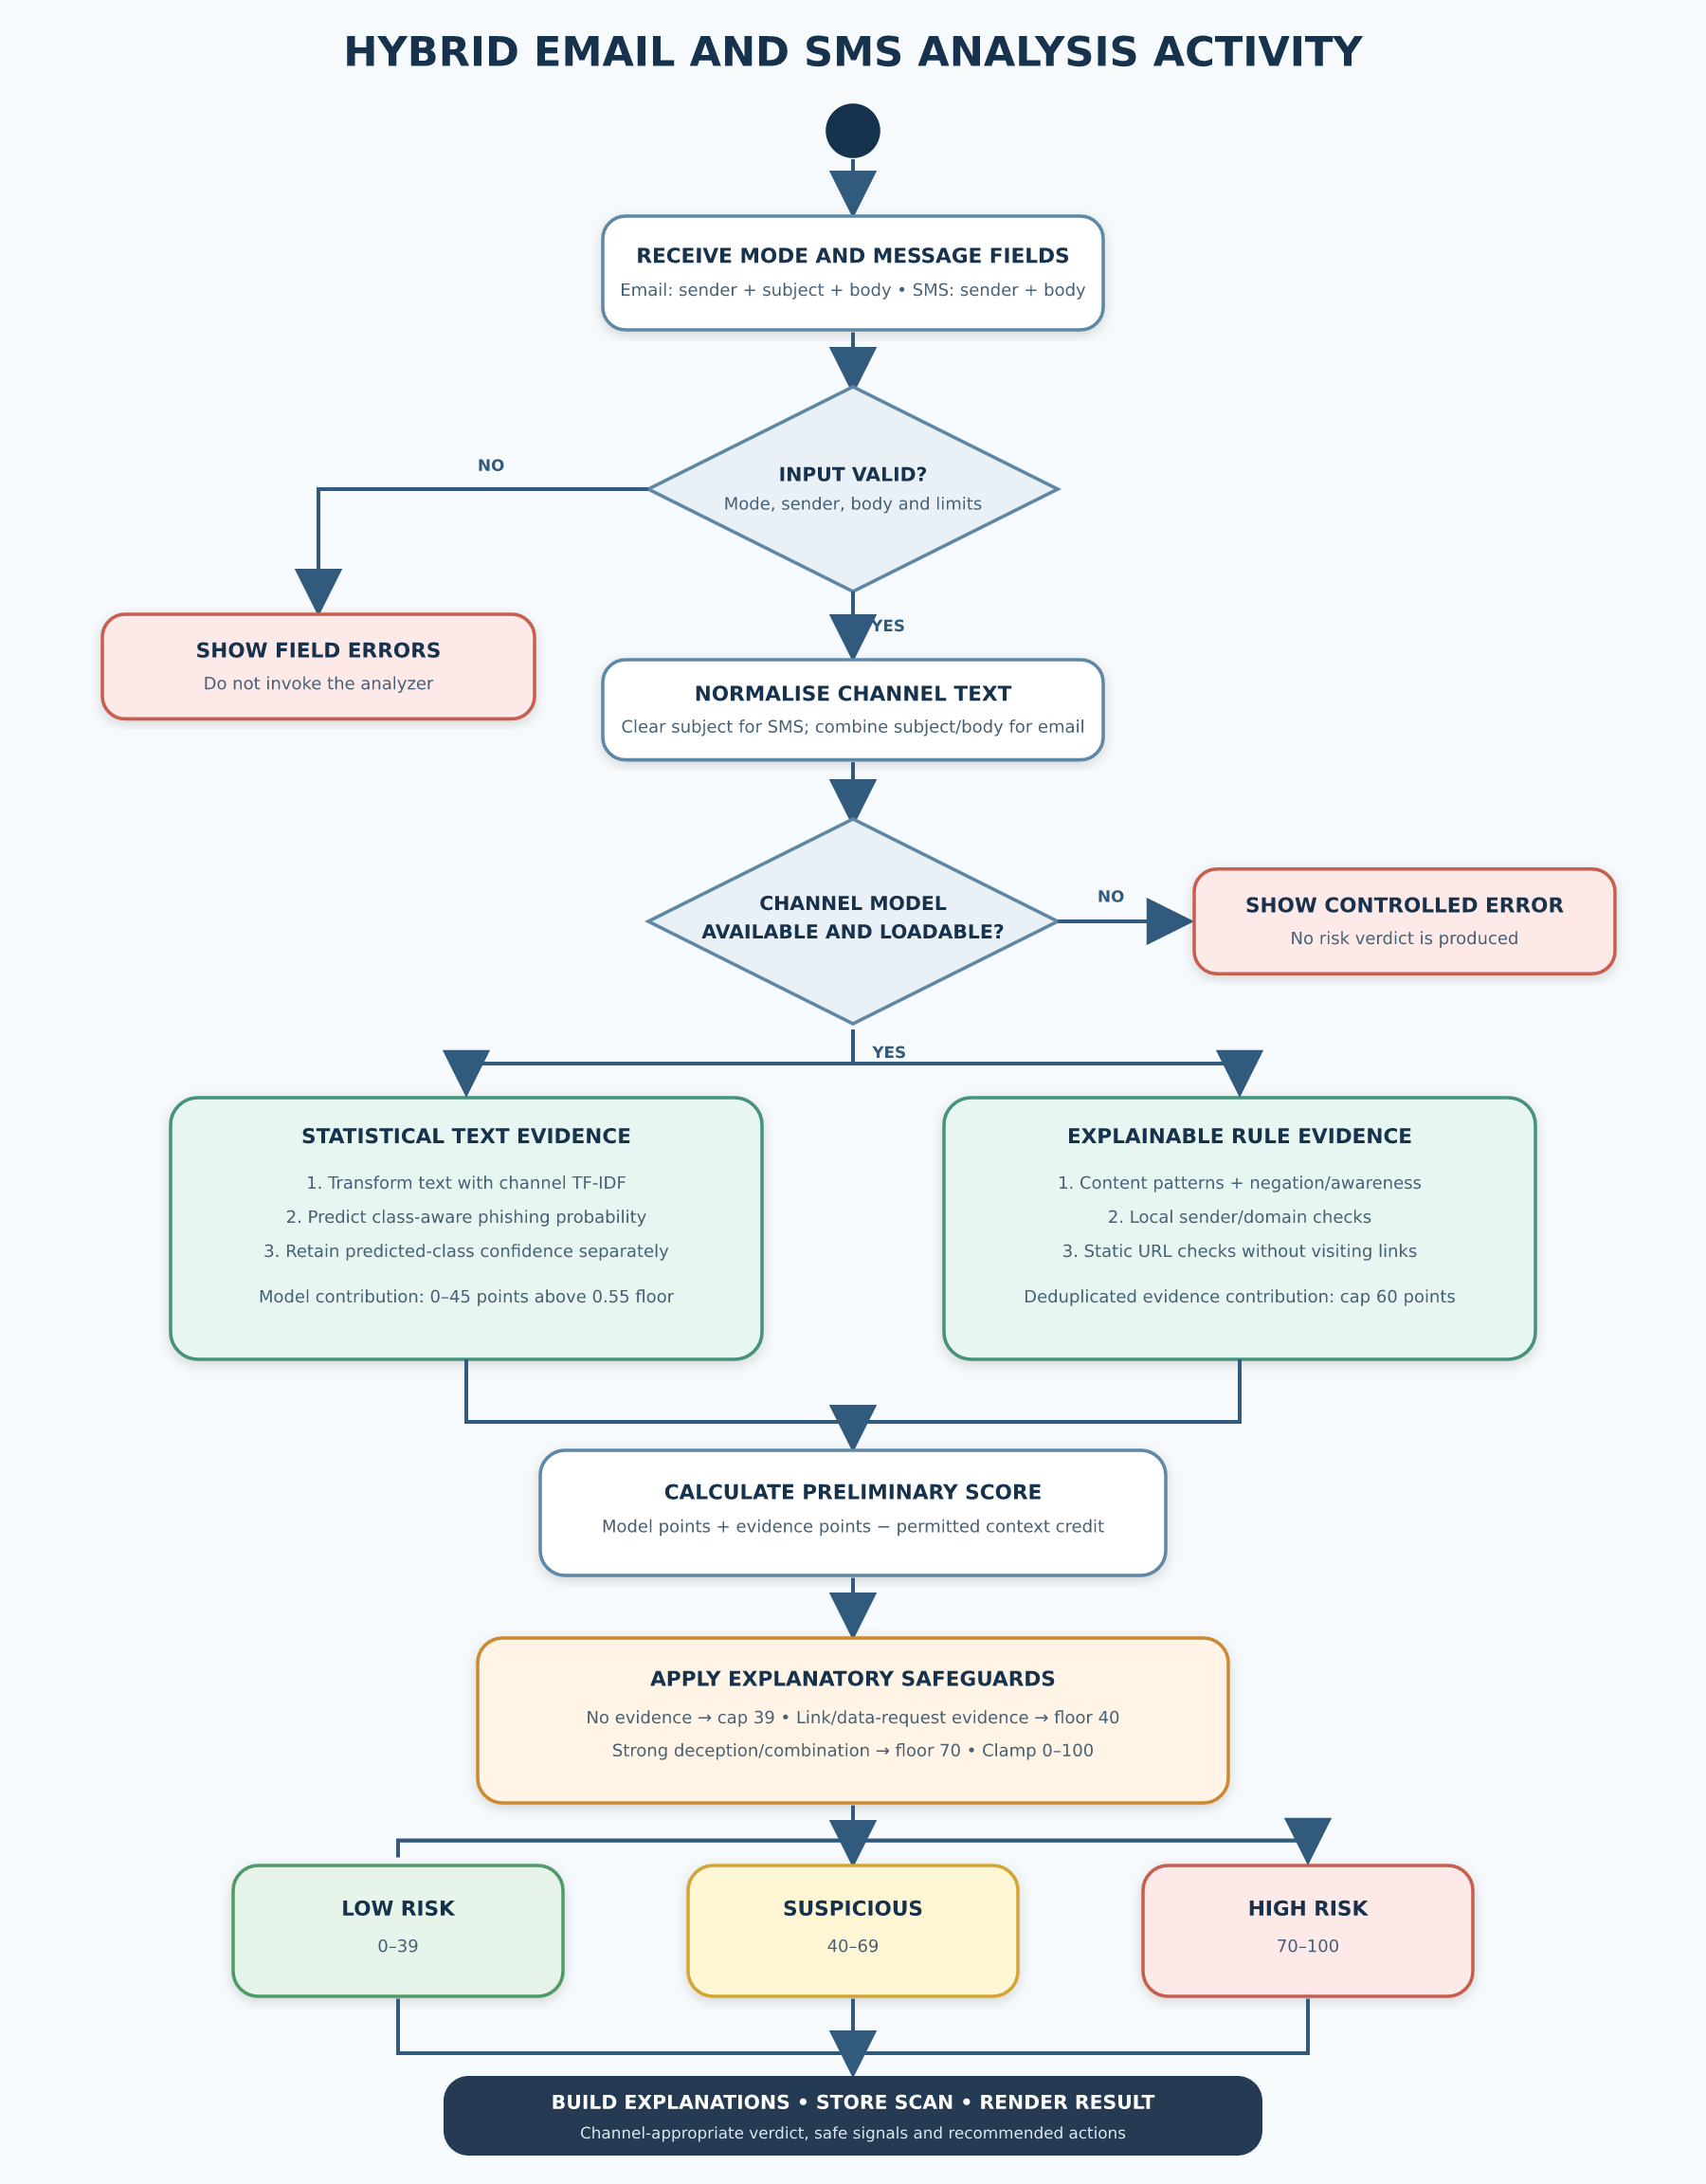 HYBRID EMAIL AND SMS ANALYSIS ACTIVITY
RECEIVE MODE AND MESSAGE FIELDS
Email: sender + subject + body • SMS: sender + body
INPUT VALID?
Mode, sender, body and limits
NO
SHOW FIELD ERRORS
Do not invoke the analyzer
YES
NORMALISE CHANNEL TEXT
Clear subject for SMS; combine subject/body for email
CHANNEL MODEL
AVAILABLE AND LOADABLE?
NO
SHOW CONTROLLED ERROR
No risk verdict is produced
YES
STATISTICAL TEXT EVIDENCE
1. Transform text with channel TF-IDF
2. Predict class-aware phishing probability
3. Retain predicted-class confidence separately
Model contribution: 0–45 points above 0.55 floor
EXPLAINABLE RULE EVIDENCE
1. Content patterns + negation/awareness
2. Local sender/domain checks
3. Static URL checks without visiting links
Deduplicated evidence contribution: cap 60 points
CALCULATE PRELIMINARY SCORE
Model points + evidence points − permitted context credit
APPLY EXPLANATORY SAFEGUARDS
No evidence → cap 39 • Link/data-request evidence → floor 40
Strong deception/combination → floor 70 • Clamp 0–100
LOW RISK
0–39
SUSPICIOUS
40–69
HIGH RISK
70–100
BUILD EXPLANATIONS • STORE SCAN • RENDER RESULT
Channel-appropriate verdict, safe signals and recommended actions